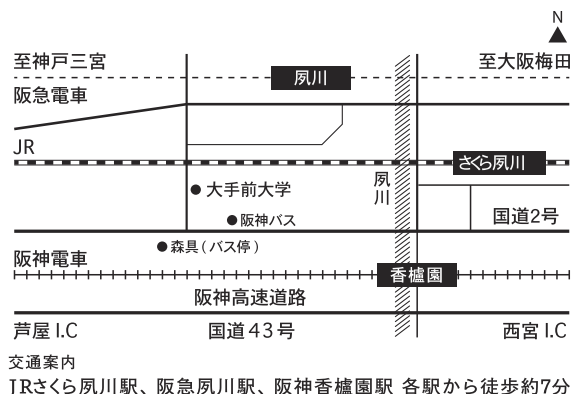 N
至神戸三宮
至大阪梅田
夙川
阪急電車
JR
さくら夙川
夙川
大手前大学
阪神バス
国道2号
森具(バス停)
阪神電車
香櫨園
阪神高速道路
芦屋I.C
国道43号
西宮I.C
交通案内
JRさくら夙川駅、阪急夙川駅、阪神香櫨園駅 各駅から徒歩約7分